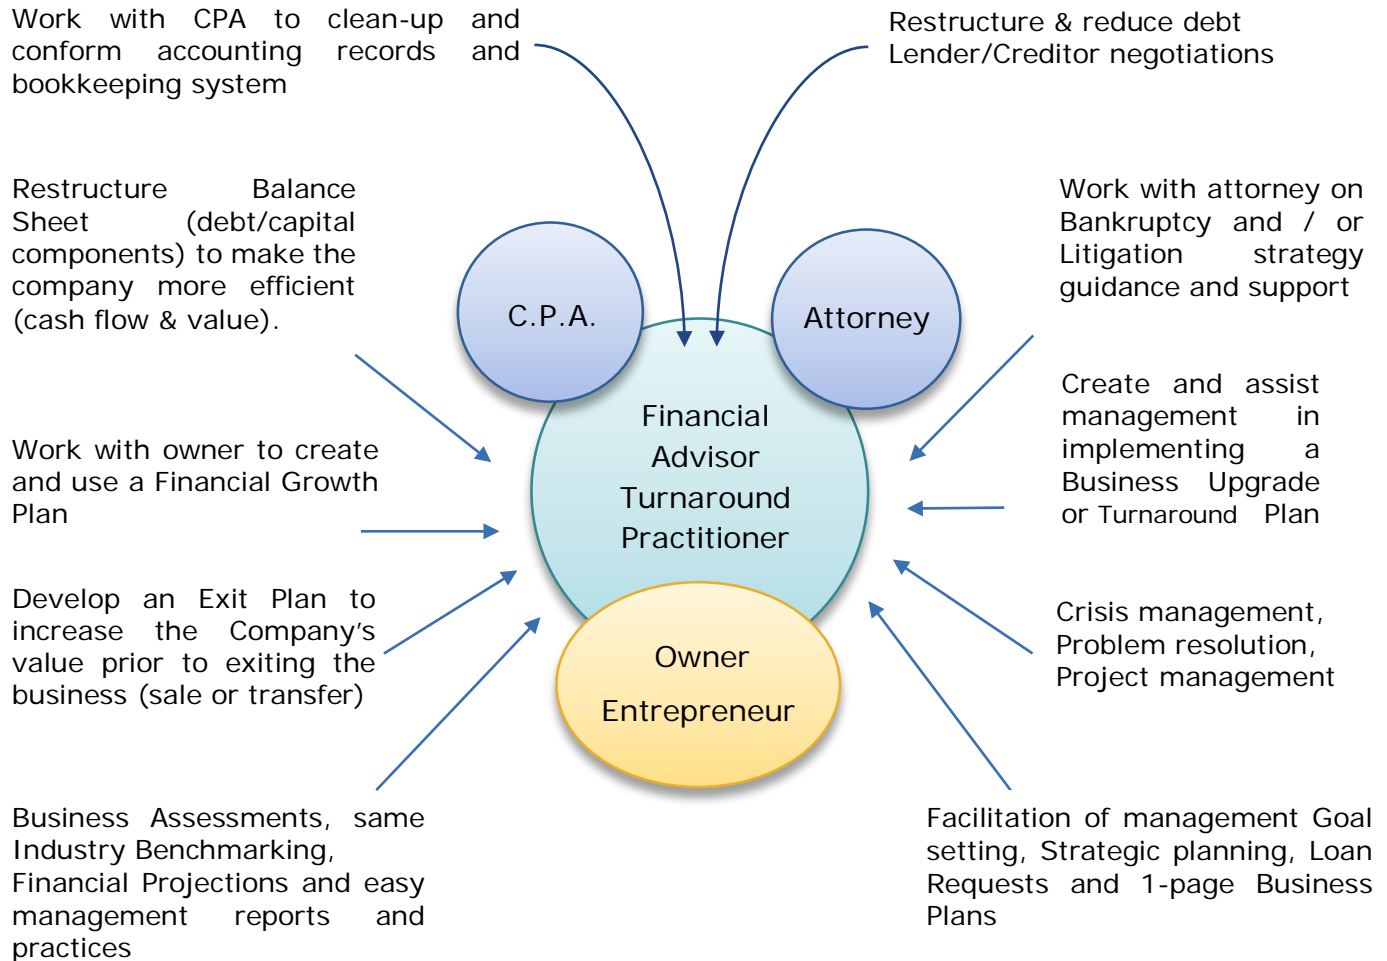 Work with CPA to clean-up and
conform accounting records and
bookkeeping system
Restructure & reduce debt
Lender/Creditor negotiations
Restructure Balance
Sheet (debt/capital
components) to make the
company more efficient
(cash flow & value).
Work with attorney on
Bankruptcy and / or
Litigation strategy
guidance and support
C.P.A.
Attorney
Financial
Advisor
Turnaround
Practitioner
Create and assist
management in
implementing a
Business Upgrade
or Turnaround Plan
Work with owner to create
and use a Financial Growth
Plan
Develop an Exit Plan to
increase the Company's
value prior to exiting the
business (sale or transfer)
Owner
Entrepreneur
Crisis management,
Problem resolution,
Project management
Business Assessments, same
Industry Benchmarking,
Financial Projections and easy
management reports and
practices
Facilitation of management Goal
setting, Strategic planning, Loan
Requests and 1-page Business
Plans